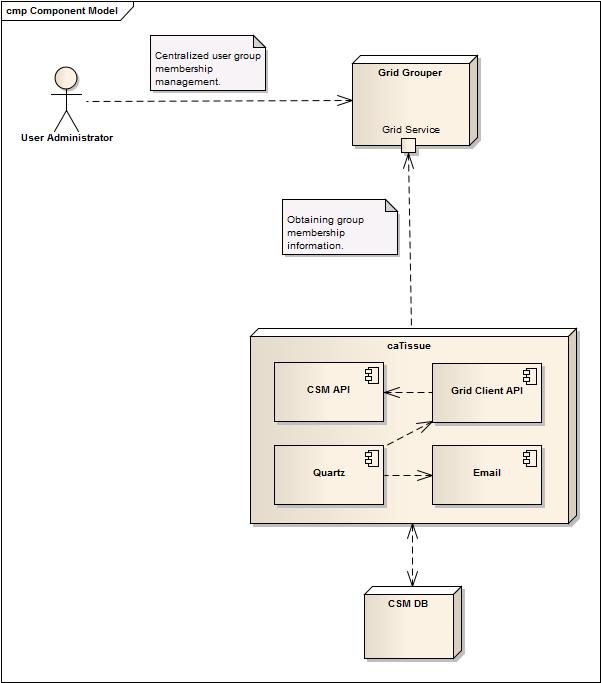 cmp Component Model
Centralized user group
membership
management.
Grid Grouper
User Administrator
Grid Service
Obtaining group
membership
information.
caTissue
CSM API
Grid Client API
Quartz
Email
CSM DB